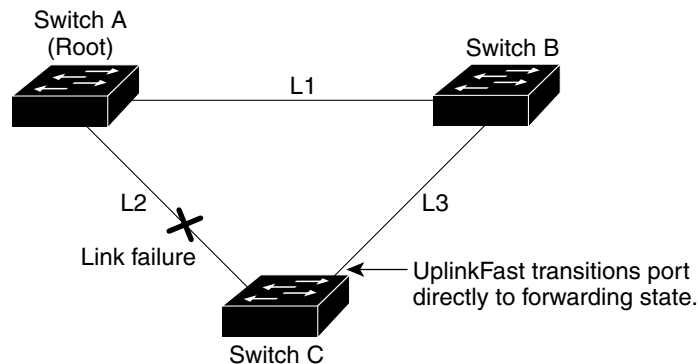 Switch A
(Root)
Switch B
L1
L2
L3
Link failure
UplinkFast transitions port
directly to forwarding state.
Switch C